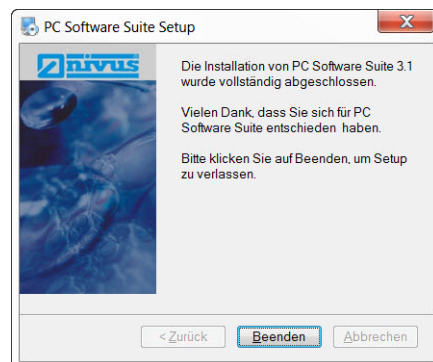 PC Software Suite Setup
nivus
Die Installation von PC Software Suite 3.1
wurde vollständig abgeschlossen.
Vielen Dank, dass Sie sich für PC
Software Suite entschieden haben.
Bitte klicken Sie auf Beenden, um Setup
zu verlassen.
< Zurück Beenden Abbrechen